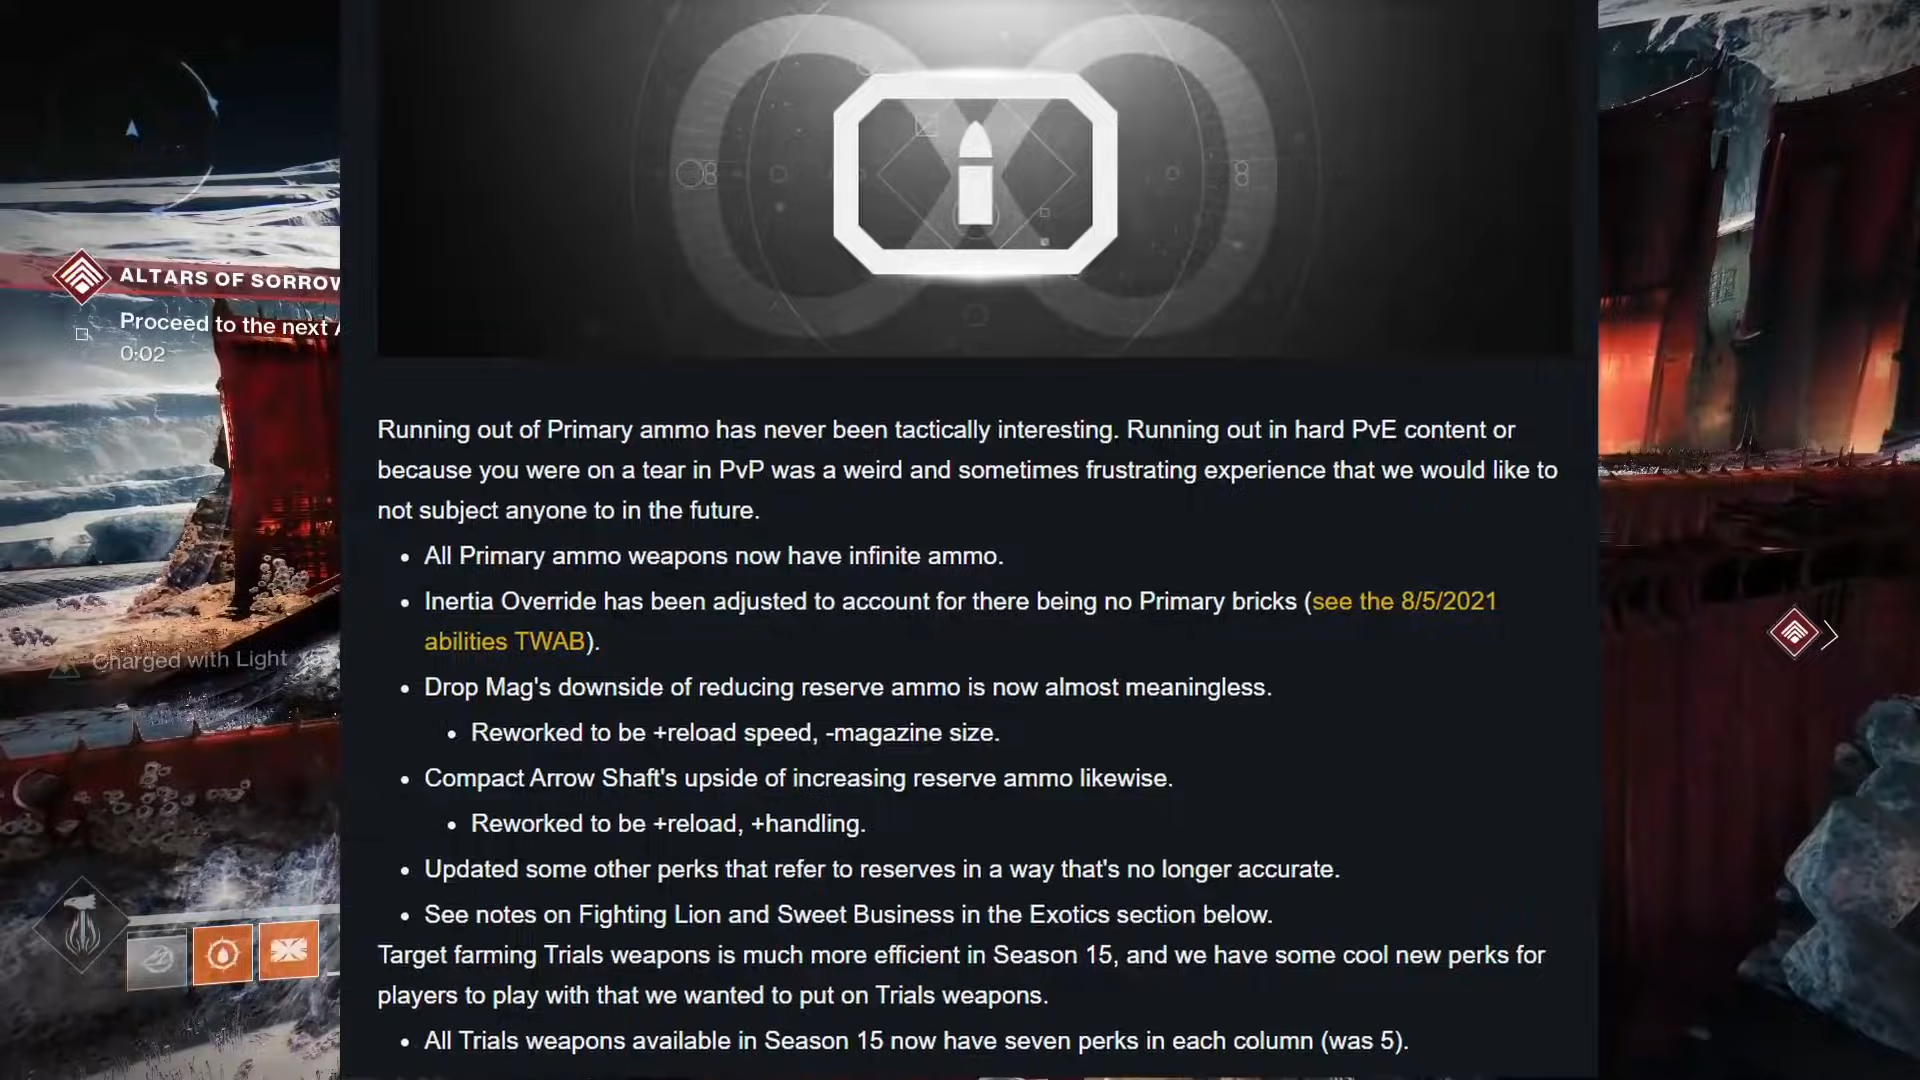 ALTARS OF SORROW
Proceed to the next
0:02
Charged with Light
Running out of Primary ammo has never been tactically interesting. Running out in hard PvE content or
because you were on a tear in PvP was a weird and sometimes frustrating experience that we would like to
not subject anyone to in the future.
• All Primary ammo weapons now have infinite ammo.
• Inertia Override has been adjusted to account for there being no Primary bricks (see the 8/5/2021
abilities TWAB).
• Drop Mag's downside of reducing reserve ammo is now almost meaningless.
• Reworked to be +reload speed, -magazine size.
• Compact Arrow Shaft's upside of increasing reserve ammo likewise.
• Reworked to be +reload, +handling.
• Updated some other perks that refer to reserves in a way that's no longer accurate.
• See notes on Fighting Lion and Sweet Business in the Exotics section below.
Target farming Trials weapons is much more efficient in Season 15, and we have some cool new perks for
players to play with that we wanted to put on Trials weapons.
• All Trials weapons available in Season 15 now have seven perks in each column (was 5).